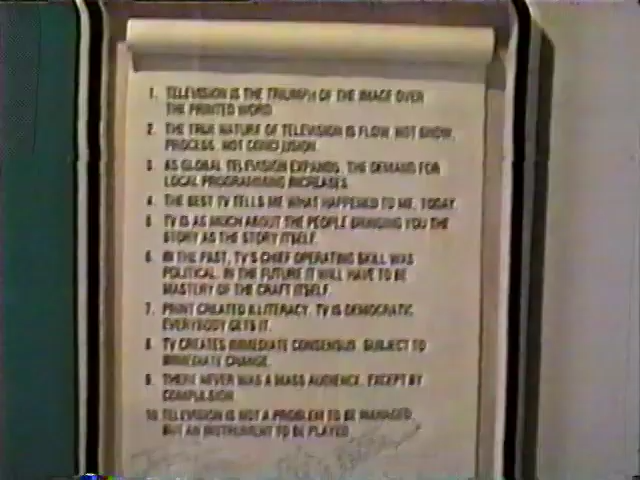 1. TELEVISION IS THE TRIUMPH OF THE IMAGE OVER
THE PRINTED WORD.
2. THE TRUE NATURE OF TELEVISION IS FLOW, NOT SHOW,
PROCESS, NOT CONCLUSION.
3. AS GLOBAL TELEVISION EXPANDS, THE DEMAND FOR
LOCAL PROGRAMMING INCREASES.
4. THE BEST TV TELLS ME WHAT HAPPENED TO ME, TODAY.
5. TV IS AS MUCH ABOUT THE PEOPLE BRINGING YOU THE
STORY AS THE STORY ITSELF.
6. IN THE PAST, TV'S CHIEF OPERATING SKILL WAS
POLITICAL. IN THE FUTURE IT WILL HAVE TO BE
MASTERY OF THE CRAFT ITSELF.
7. PRINT CREATED ILLITERACY. TV IS DEMOCRATIC.
EVERYBODY GETS IT.
8. TV CREATES IMMEDIATE CONSENSUS, SUBJECT TO
IMMEDIATE CHANGE.
9. THERE NEVER WAS A MASS AUDIENCE, EXCEPT BY
COMPULSION.
10. TELEVISION IS NOT A PROBLEM TO BE MANAGED,
BUT AN INSTRUMENT TO BE PLAYED.